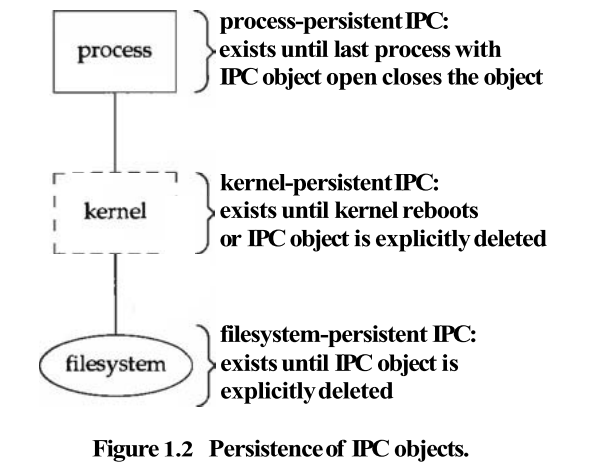 process
process-persistent IPC:
exists until last process with
IPC object open closes the object
kernel
kernel-persistent IPC:
exists until kernel reboots
or IPC object is explicitly deleted
filesystem
filesystem-persistent IPC:
exists until IPC object is
explicitly deleted
Figure 1.2 Persistence of IPC objects.